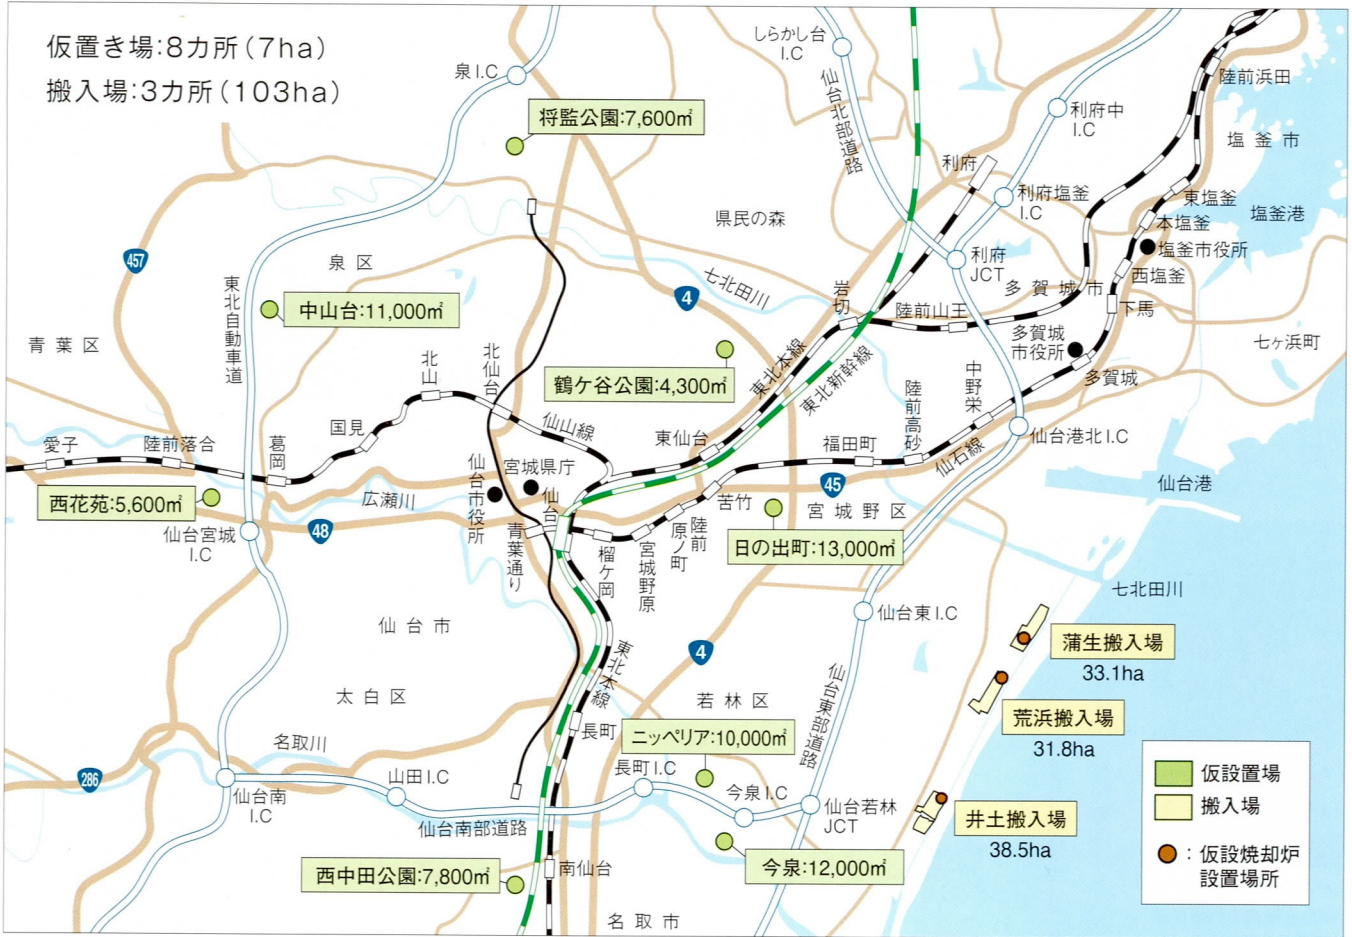 仮置き場:8カ所(7ha)
搬入場:3カ所(103ha)
泉I.C
しらかし台
I.C
仙台北部道路
陸前浜田
利府中
I.C
塩釜市
将監公園:7,600㎡
利府
利府塩釜
I.C
東塩釜
本塩釜
塩釜港
塩釜市役所
県民の森
利府
JCT
西塩釜
457
泉区
東北自動車道
七北田川
4
岩切
陸前山王
多賀城市
下馬
中山台:11,000㎡
青葉区
多賀城
市役所
七ヶ浜町
北山
北仙台
鶴ケ谷公園:4,300㎡
東北本線
東北新幹線
陸前高砂
中野栄
多賀城
愛子
陸前落合
葛岡
国見
仙山線
東仙台
福田町
仙石線
仙台港北I.C
西花苑:5,600㎡
広瀬川
仙台市役所
宮城県庁
仙台
苦竹
45
宮城野区
仙台港
仙台宮城
I.C
48
青葉通り
榴ケ岡
宮城野原
陸前
原ノ町
日の出町:13,000㎡
七北田川
仙台市
仙台東I.C
蒲生搬入場
33.1ha
4
東北本線
太白区
若林区
仙台東部道路
荒浜搬入場
31.8ha
名取川
長町
ニッペリア:10,000㎡
286
仙台南
I.C
山田I.C
長町I.C
今泉I.C
仙台若林
JCT
仙台南部道路
井土搬入場
38.5ha
西中田公園:7,800㎡
南仙台
今泉:12,000㎡
名取市
仮設置場
搬入場
:仮設焼却炉
設置場所